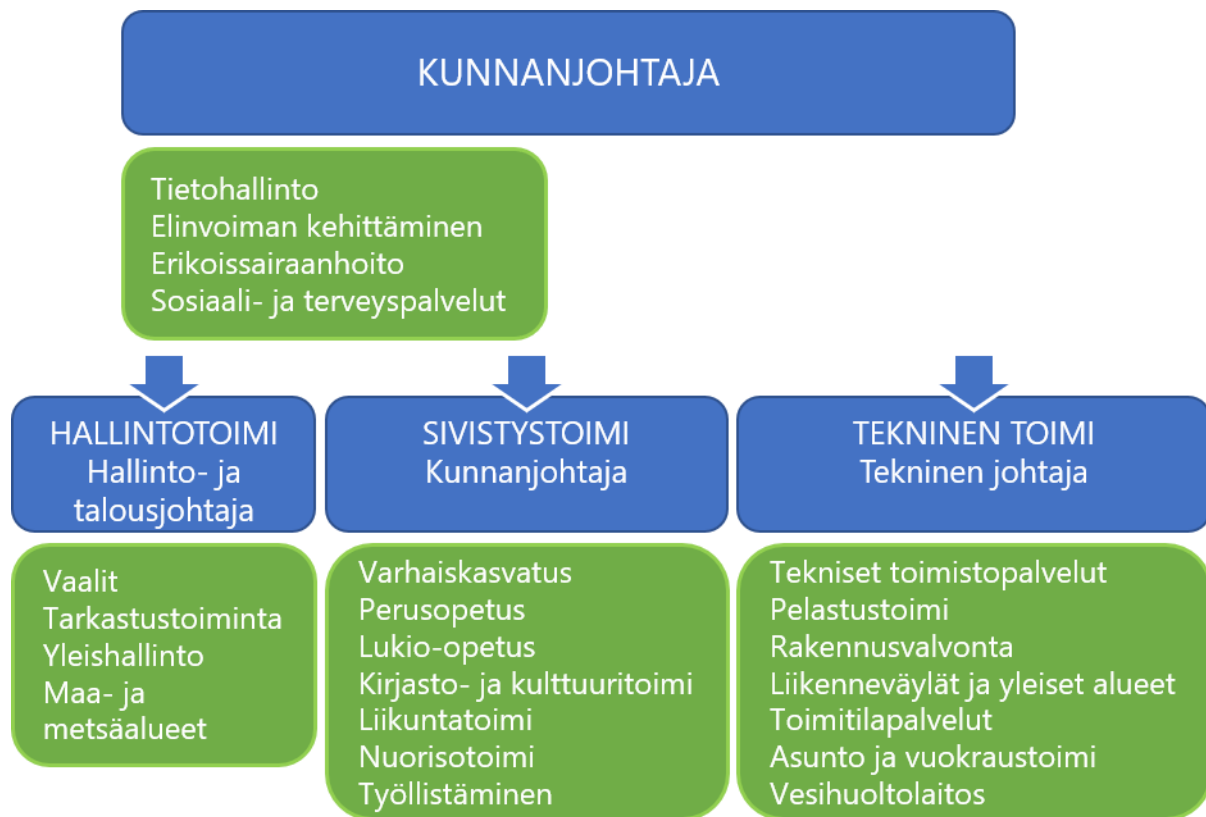 KUNNANJOHTAJA
Tietohallinto
Elinvoiman kehittäminen
Erikoissairaanhoito
Sosiaali- ja terveyspalvelut
HALLINTOTOIMI
Hallinto- ja
talousjohtaja
Vaalit
Tarkastustoiminta
Yleishallinto
Maa- ja
metsäalueet
SIVISTYSTOIMI
Kunnanjohtaja
Varhaiskasvatus
Perusopetus
Lukio-opetus
Kirjasto- ja kulttuuritoimi
Liikuntatoimi
Nuorisotoimi
Työllistäminen
TEKNINEN TOIMI
Tekninen johtaja
Tekniset toimistopalvelut
Pelastustoimi
Rakennusvalvonta
Liikenneväylät ja yleiset alueet
Toimitilapalvelut
Asunto ja vuokraustoimi
Vesihuoltolaitos